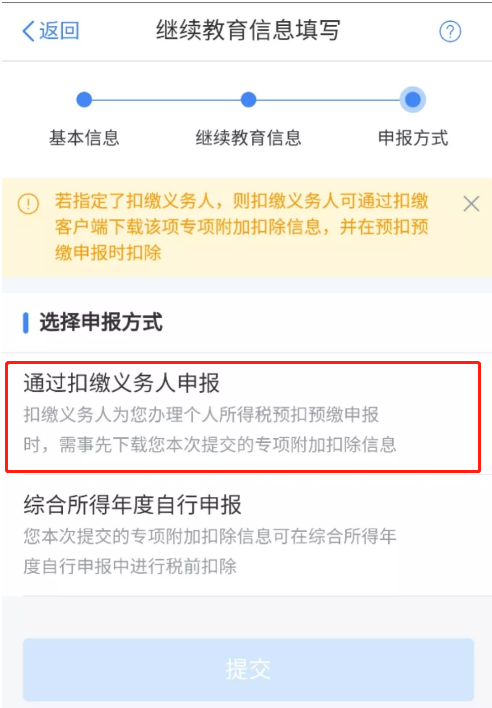 返回
继续教育信息填写
?
基本信息
继续教育信息
申报方式
若指定了扣缴义务人，则扣缴义务人可通过扣缴
客户端下载该项专项附加扣除信息，并在预扣预
缴申报时扣除
选择申报方式
通过扣缴义务人申报
扣缴义务人为您办理个人所得税预扣预缴申报
时，需事先下载您本次提交的专项附加扣除信息
综合所得年度自行申报
您本次提交的专项附加扣除信息可在综合所得年
度自行申报中进行税前扣除
提交